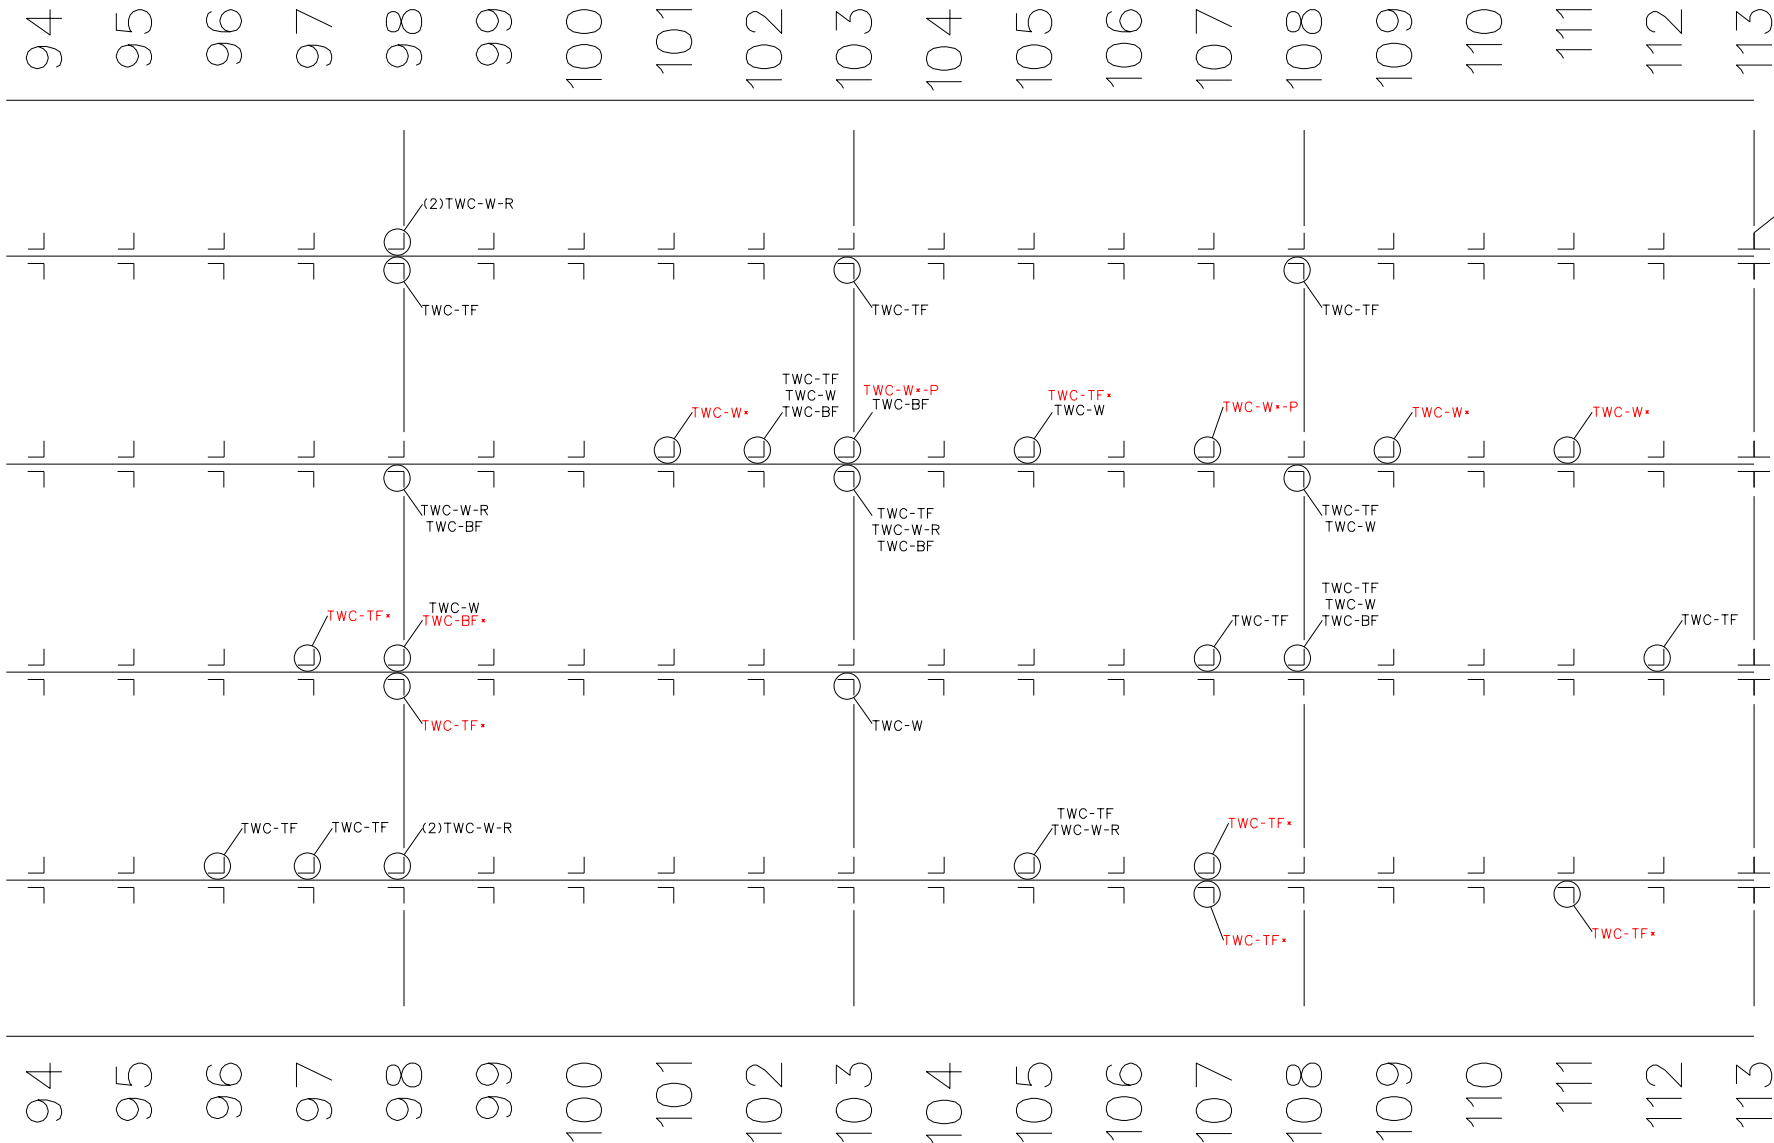 94
95
96
97
98
99
100
101
102
103
104
105
106
107
108
109
110
111
112
113
(2)TWC-W-R
TWC-TF
TWC-TF
TWC-TF
TWC-W*
TWC-TF
TWC-W
TWC-BF
TWC-W*-P
TWC-BF
TWC-TF*
TWC-W
TWC-W*-P
TWC-W*
TWC-W*
TWC-W-R
TWC-BF
TWC-TF
TWC-W-R
TWC-BF
TWC-TF
TWC-W
TWC-TF*
TWC-W
TWC-BF*
TWC-TF
TWC-TF
TWC-W
TWC-BF
TWC-TF
TWC-TF*
TWC-W
TWC-TF
TWC-TF
(2)TWC-W-R
TWC-TF
TWC-W-R
TWC-TF*
TWC-TF*
TWC-TF*
94
95
96
97
98
99
100
101
102
103
104
105
106
107
108
109
110
111
112
113